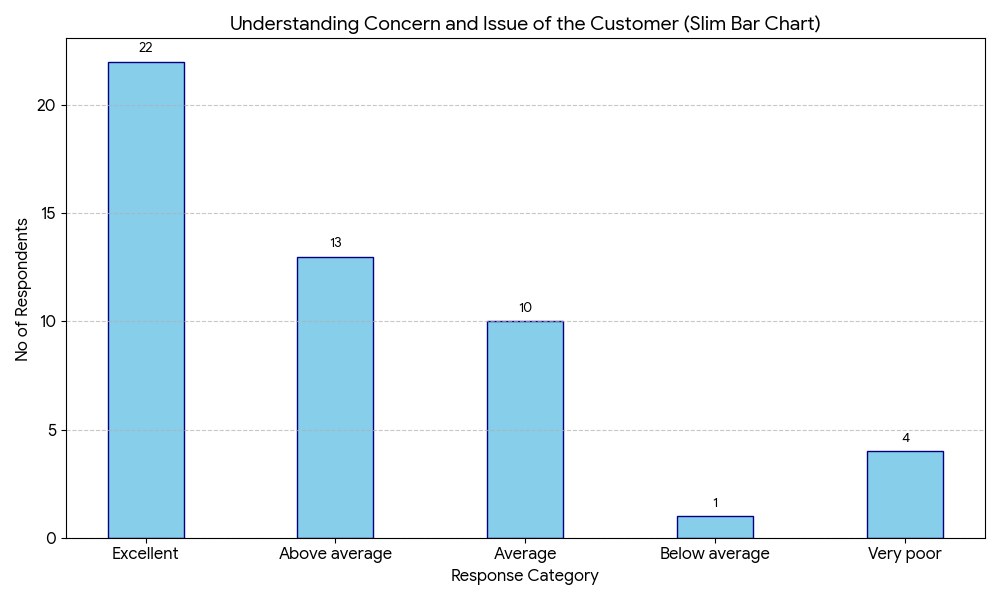 Understanding Concern and Issue of the Customer (Slim Bar Chart)
No of Respondents
20
15
10
5
0
22
13
10
1
4
Excellent
Above average
Average
Below average
Very poor
Response Category